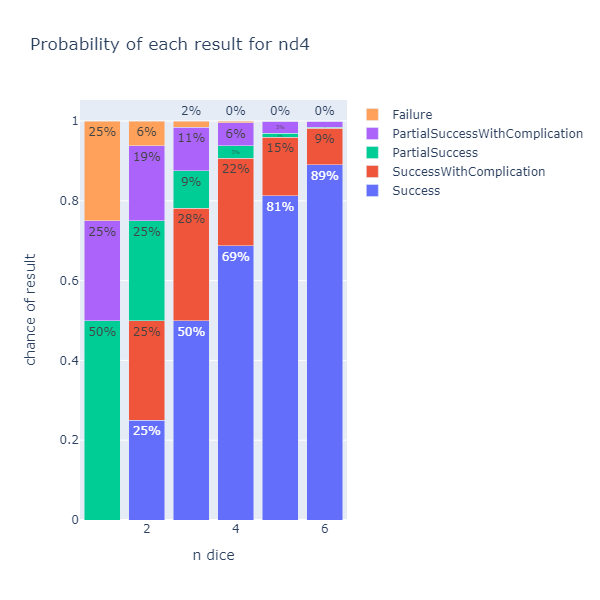 Probability of each result for nd4
2% 0% 0% 0%
1
25% 6% 11% 6% 3%
19% 9% 22% 15% 9%
0.8
28% 81% 89%
25% 25% 69%
0.6
50% 25% 50%
0.4
25%
0.2
0
2 4 6
n dice
chance of result
Failure
PartialSuccessWithComplication
PartialSuccess
SuccessWithComplication
Success